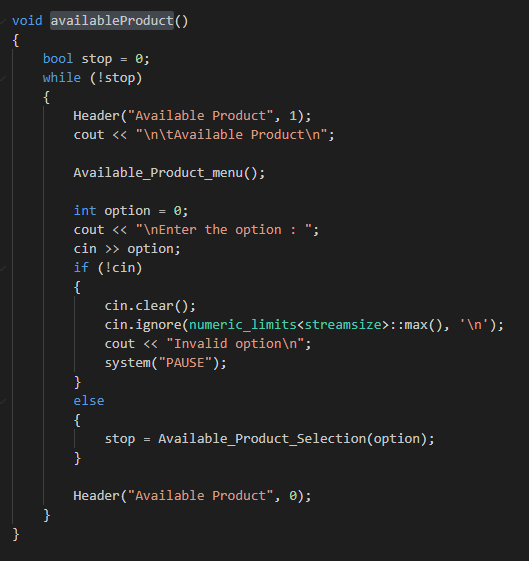 void availableProduct()
{
    bool stop = 0;
    while (!stop)
    {
        Header("Available Product", 1);
        cout << "\n\tAvailable Product\n";

        Available_Product_menu();

        int option = 0;
        cout << "\nEnter the option : ";
        cin >> option;
        if (!cin)
        {
            cin.clear();
            cin.ignore(numeric_limits<streamsize>::max(), '\n');
            cout << "Invalid option\n";
            system("PAUSE");
        }
        else
        {
            stop = Available_Product_Selection(option);
        }

        Header("Available Product", 0);
    }
}